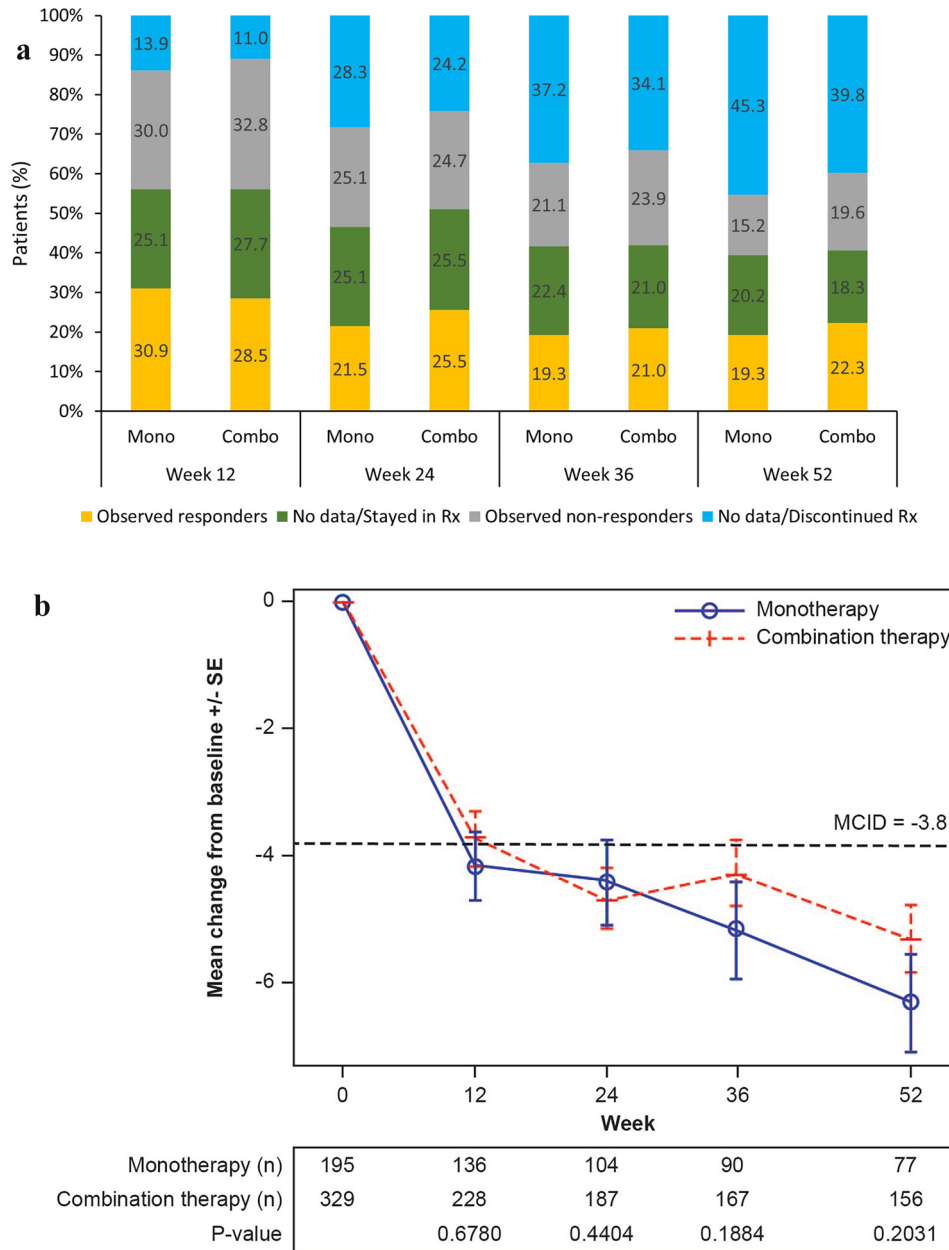 a
Patients (%)
100%
90%
80%
70%
60%
50%
40%
30%
20%
10%
0%
13.9 11.0 28.3 24.2 37.2 34.1 45.3 39.8
30.0 32.8 25.1 24.7 21.1 23.9 15.2 19.6
25.1 27.7 25.1 25.5 22.4 21.0 20.2 18.3
30.9 28.5 21.5 25.5 19.3 21.0 19.3 22.3
Mono Combo Mono Combo Mono Combo Mono Combo
Week 12 Week 24 Week 36 Week 52
Observed responders No data/Stayed in Rx Observed non-responders No data/Discontinued Rx
b
Mean change from baseline +/- SE
0
-2
-4
-6
Monotherapy
Combination therapy
MCID = -3.8
0 12 24 36 52
Week
Monotherapy (n) 195 136 104 90 77
Combination therapy (n) 329 228 187 167 156
P-value 0.6780 0.4404 0.1884 0.2031